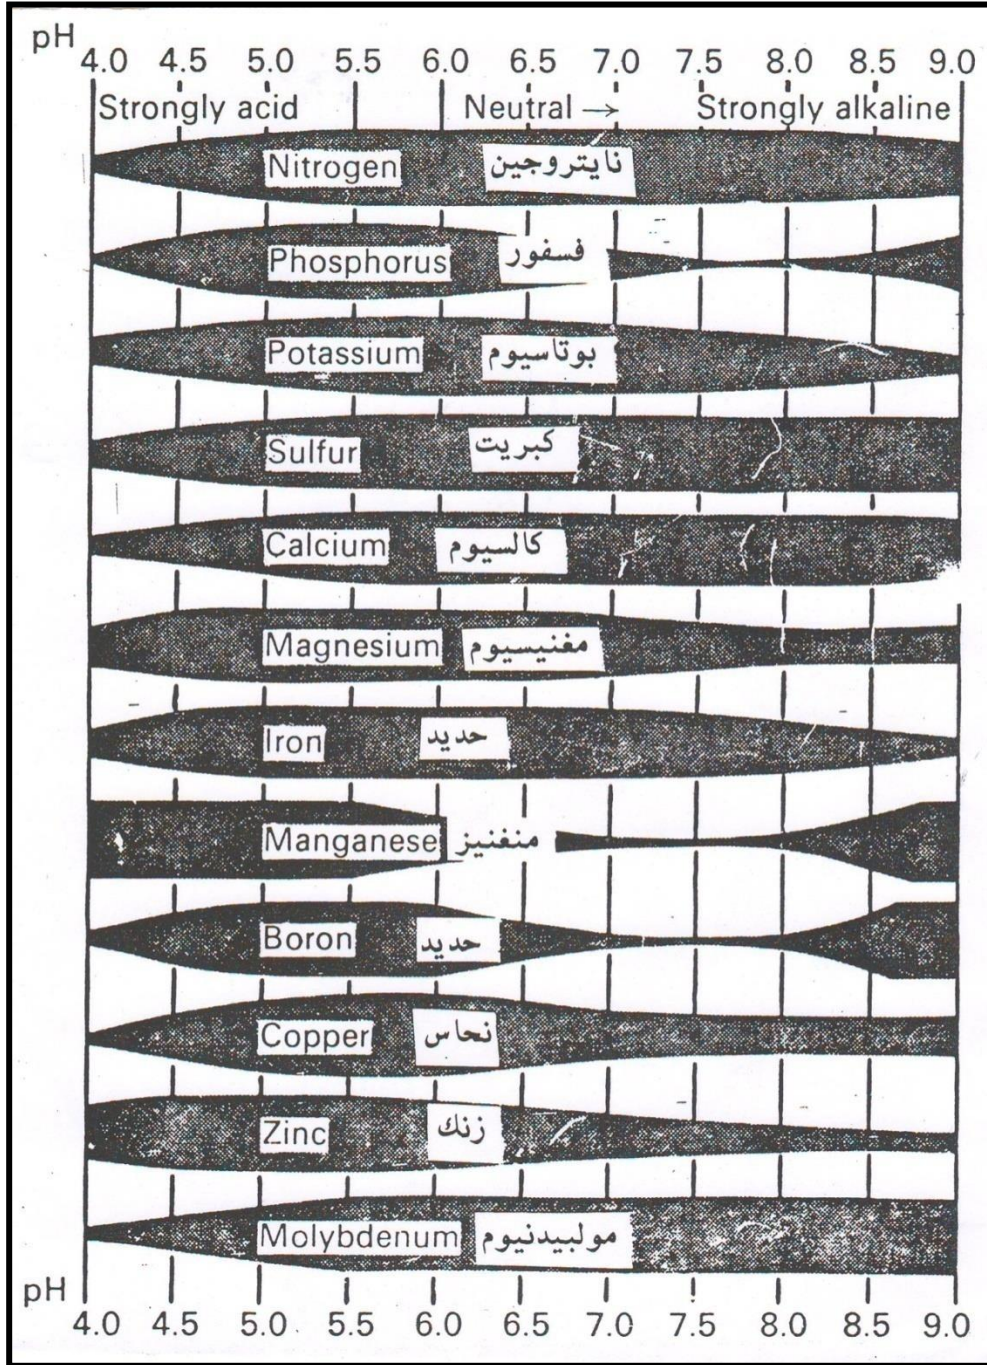 pH
4.0 4.5 5.0 5.5 6.0 6.5 7.0 7.5 8.0 8.5 9.0
Strongly acid Neutral → Strongly alkaline
Nitrogen نايتروجين
Phosphorus فسفور
Potassium بوتاسيوم
Sulfur كبريت
Calcium كالسيوم
Magnesium مغنيسيوم
Iron حديد
Manganese منغنيز
Boron حديد
Copper نحاس
Zinc زنك
Molybdenum مولبيدنيوم
pH
4.0 4.5 5.0 5.5 6.0 6.5 7.0 7.5 8.0 8.5 9.0